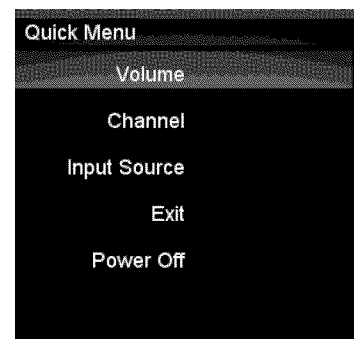 Quick Menu
Volume
Channel
Input Source
Exit
Power Off